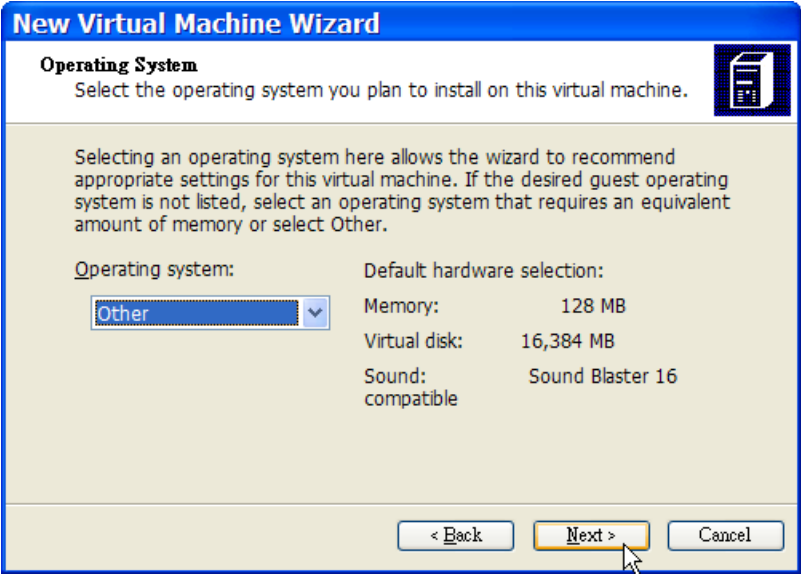 New Virtual Machine Wizard
Operating System
Select the operating system you plan to install on this virtual machine.
Selecting an operating system here allows the wizard to recommend
appropriate settings for this virtual machine. If the desired guest operating
system is not listed, select an operating system that requires an equivalent
amount of memory or select Other.
Operating system:
Other
Default hardware selection:
Memory: 128 MB
Virtual disk: 16,384 MB
Sound: Sound Blaster 16
compatible
< Back
Next >
Cancel